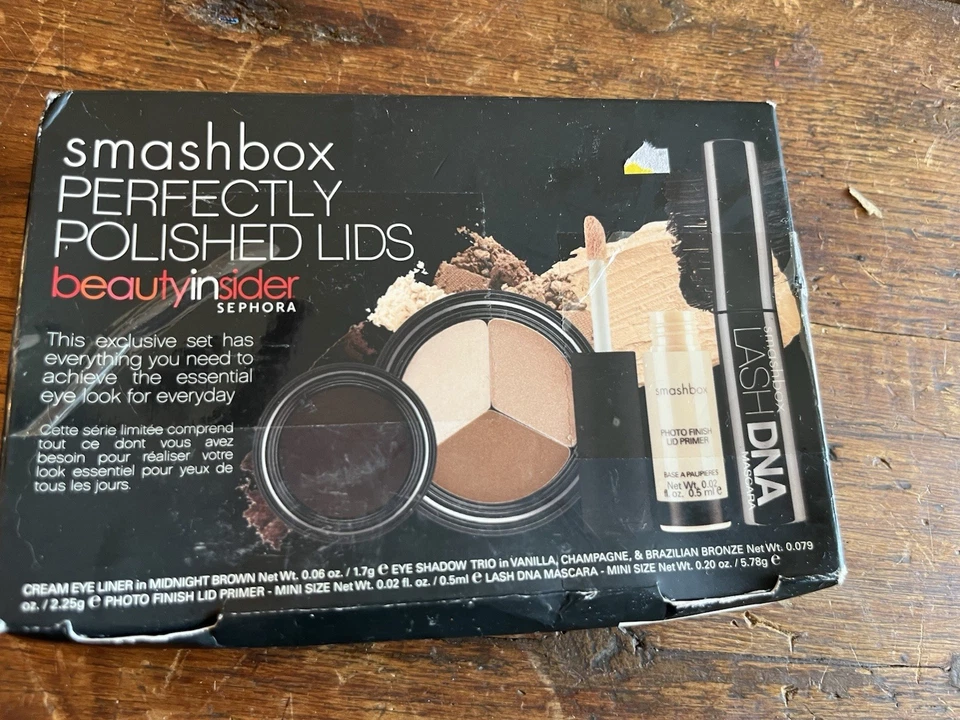 smashbox
PERFECTLY
POLISHED LIDS
beautyinsider
SEPHORA
This exclusive set has
everything you need to
achieve the essential
eye look for everyday
Cette série limitée comprend
tout ce dont vous avez
besoin pour réaliser votre
look essentiel pour yeux de
tous les jours.
smashbox
PHOTO FINISH
LID PRIMER
BASE A PAUPIERES
Net Wt. 0.02
fl oz. 0.5 ml e
smashbox
LASH DNA
MASCARA
CREAM EYE LINER in MIDNIGHT BROWN Net Wt. 0.06 oz. / 1.7g e EYE SHADOW TRIO in VANILLA, CHAMPAGNE, & BRAZILIAN BRONZE Net Wt. 0.079
oz. / 2.25g e PHOTO FINISH LID PRIMER - MINI SIZE Net Wt. 0.02 fl. oz. / 0.5ml e LASH DNA MASCARA - MINI SIZE Net Wt. 0.20 oz. / 5.78g e